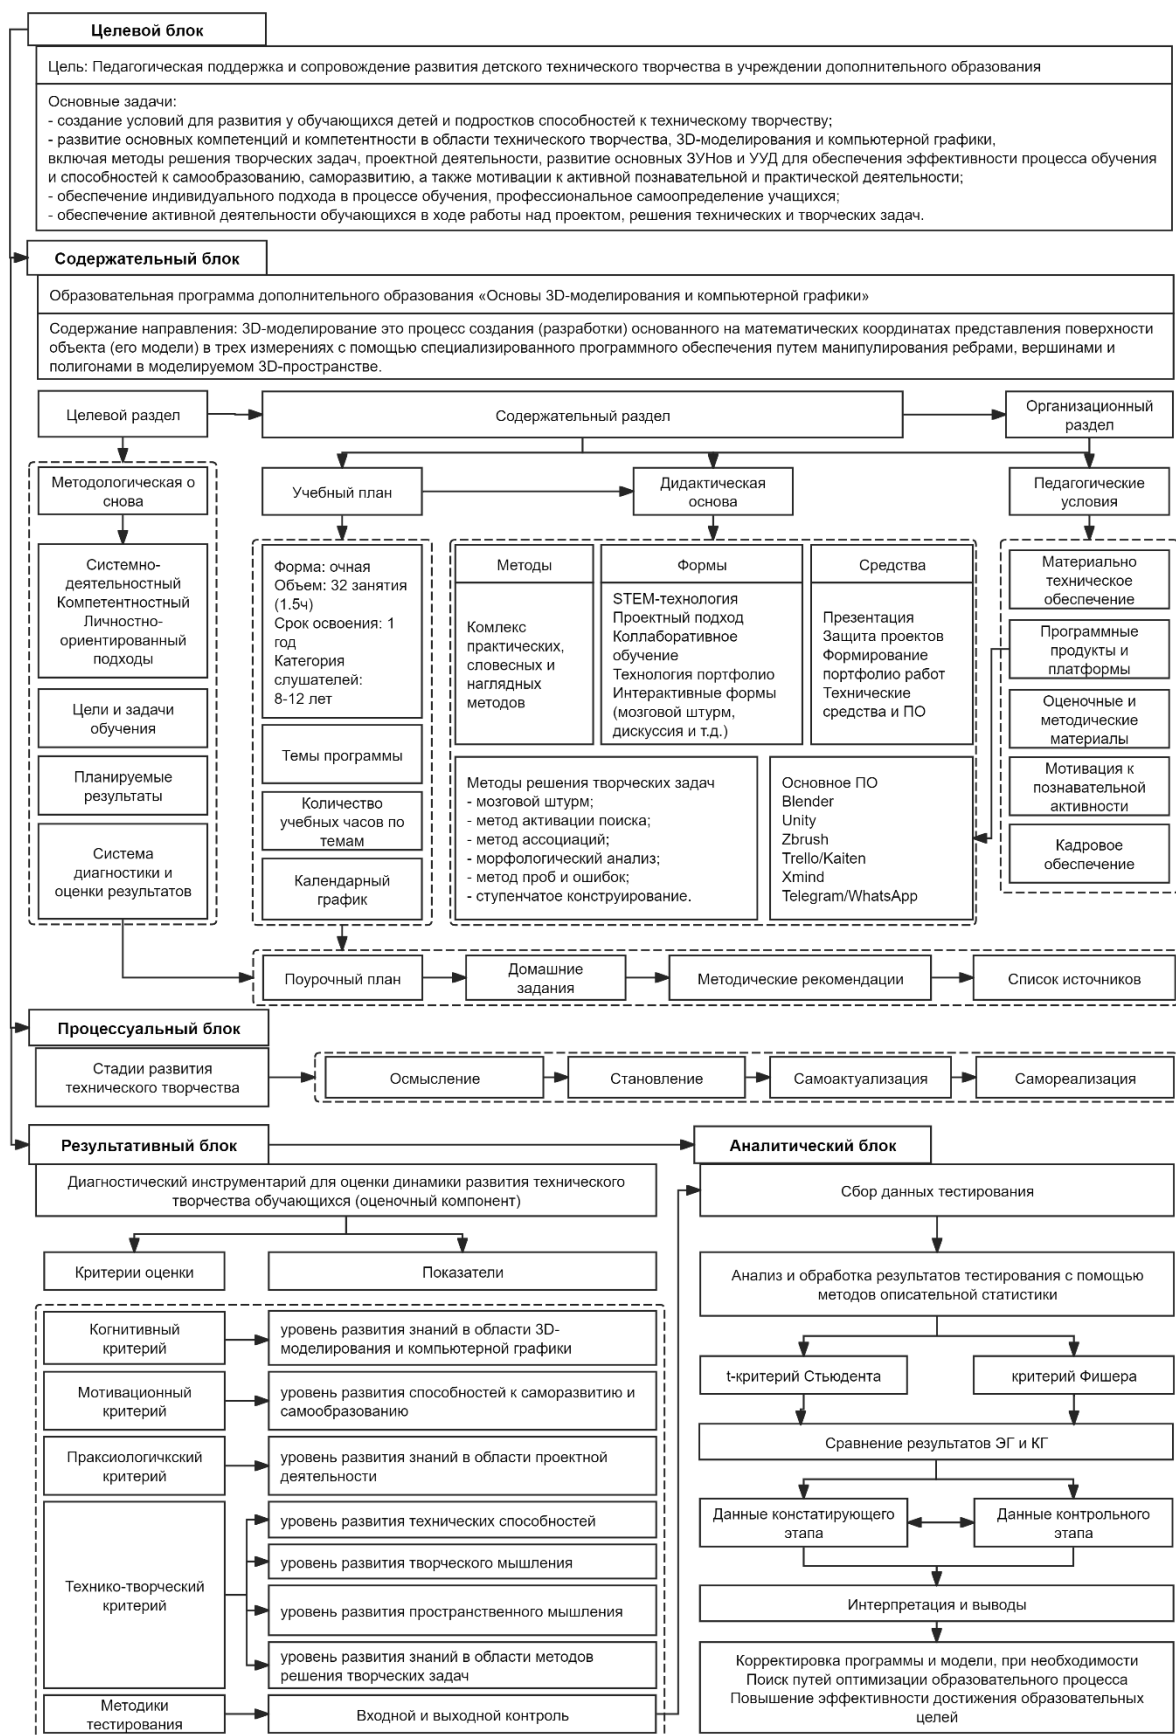 Целевой блок
Цель: Педагогическая поддержка и сопровождение развития детского технического творчества в учреждении дополнительного образования
Основные задачи:
- создание условий для развития у обучающихся детей и подростков способностей к техническому творчеству;
- развитие основных компетенций и компетентности в области технического творчества, 3D-моделирования и компьютерной графики,
включая методы решения творческих задач, проектной деятельности, развитие основных ЗУНов и УУД для обеспечения эффективности процесса обучения
и способностей к самообразованию, саморазвитию, а также мотивации к активной познавательной и практической деятельности;
- обеспечение индивидуального подхода в процессе обучения, профессиональное самоопределение учащихся;
- обеспечение активной деятельности обучающихся в ходе работы над проектом, решения технических и творческих задач.
Содержательный блок
Образовательная программа дополнительного образования «Основы 3D-моделирования и компьютерной графики»
Содержание направления: 3D-моделирование это процесс создания (разработки) основанного на математических координатах представления поверхности
объекта (его модели) в трех измерениях с помощью специализированного программного обеспечения путем манипулирования ребрами, вершинами и
полигонами в моделируемом 3D-пространстве.
Целевой раздел
Содержательный раздел
Организационный
раздел
Методологическая о
снова
Учебный план
Дидактическая
основа
Педагогические
условия
Системно-
деятельностный
Компетентностный
Личностно-
ориентированный
подходы
Цели и задачи
обучения
Планируемые
результаты
Система
диагностики и
оценки результатов
Форма: очная
Объем: 32 занятия
(1.5ч)
Срок освоения: 1
год
Категория
слушателей:
8-12 лет
Темы программы
Количество
учебных часов по
темам
Календарный
график
Методы
Комлекс
практических,
словесных и
наглядных
методов
Формы
STEM-технология
Проектный подход
Коллаборативное
обучение
Технология портфолио
Интерактивные формы
(мозговой штурм,
дискуссия и т.д.)
Средства
Презентация
Защита проектов
Формирование
портфолио работ
Технические
средства и ПО
Методы решения творческих задач
- мозговой штурм;
- метод активации поиска;
- метод ассоциаций;
- морфологический анализ;
- метод проб и ошибок;
- ступенчатое конструирование.
Основное ПО
Blender
Unity
Zbrush
Trello/Kaiten
Xmind
Telegram/WhatsApp
Материально
техническое
обеспечение
Программные
продукты и
платформы
Оценочные и
методические
материалы
Мотивация к
познавательной
активности
Кадровое
обеспечение
Поурочный план
Домашние
задания
Методические рекомендации
Список источников
Процессуальный блок
Стадии развития
технического творчества
Осмысление
Становление
Самоактуализация
Самореализация
Результативный блок
Диагностический инструментарий для оценки динамики развития технического
творчества обучающихся (оценочный компонент)
Критерии оценки
Показатели
Когнитивный
критерий
уровень развития знаний в области 3D-
моделирования и компьютерной графики
Мотивационный
критерий
уровень развития способностей к саморазвитию и
самообразованию
Праксиологичкский
критерий
уровень развития знаний в области проектной
деятельности
Технико-творческий
критерий
уровень развития технических способностей
уровень развития творческого мышления
уровень развития пространственного мышления
уровень развития знаний в области методов
решения творческих задач
Методики
тестирования
Входной и выходной контроль
Аналитический блок
Сбор данных тестирования
Анализ и обработка результатов тестирования с помощью
методов описательной статистики
t-критерий Стьюдента
критерий Фишера
Сравнение результатов ЭГ и КГ
Данные констатирующего
этапа
Данные контрольного
этапа
Интерпретация и выводы
Корректировка программы и модели, при необходимости
Поиск путей оптимизации образовательного процесса
Повышение эффективности достижения образовательных
целей